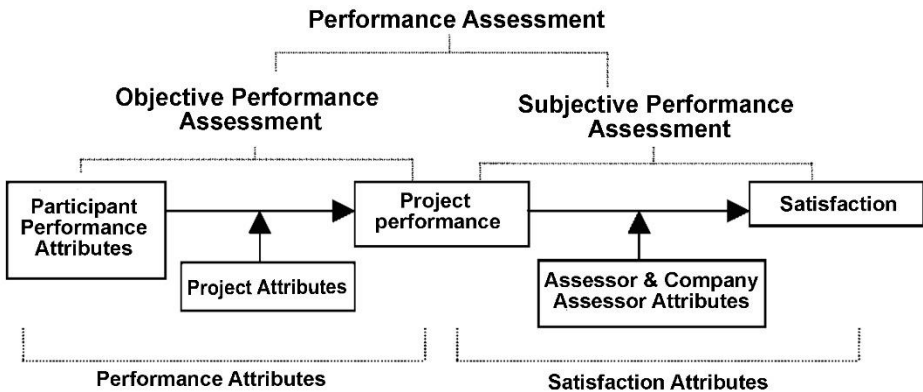 Performance Assessment
Objective Performance
Assessment
Subjective Performance
Assessment
Participant
Performance
Attributes
Project
performance
Satisfaction
Project Attributes
Assessor & Company
Assessor Attributes
Performance Attributes
Satisfaction Attributes